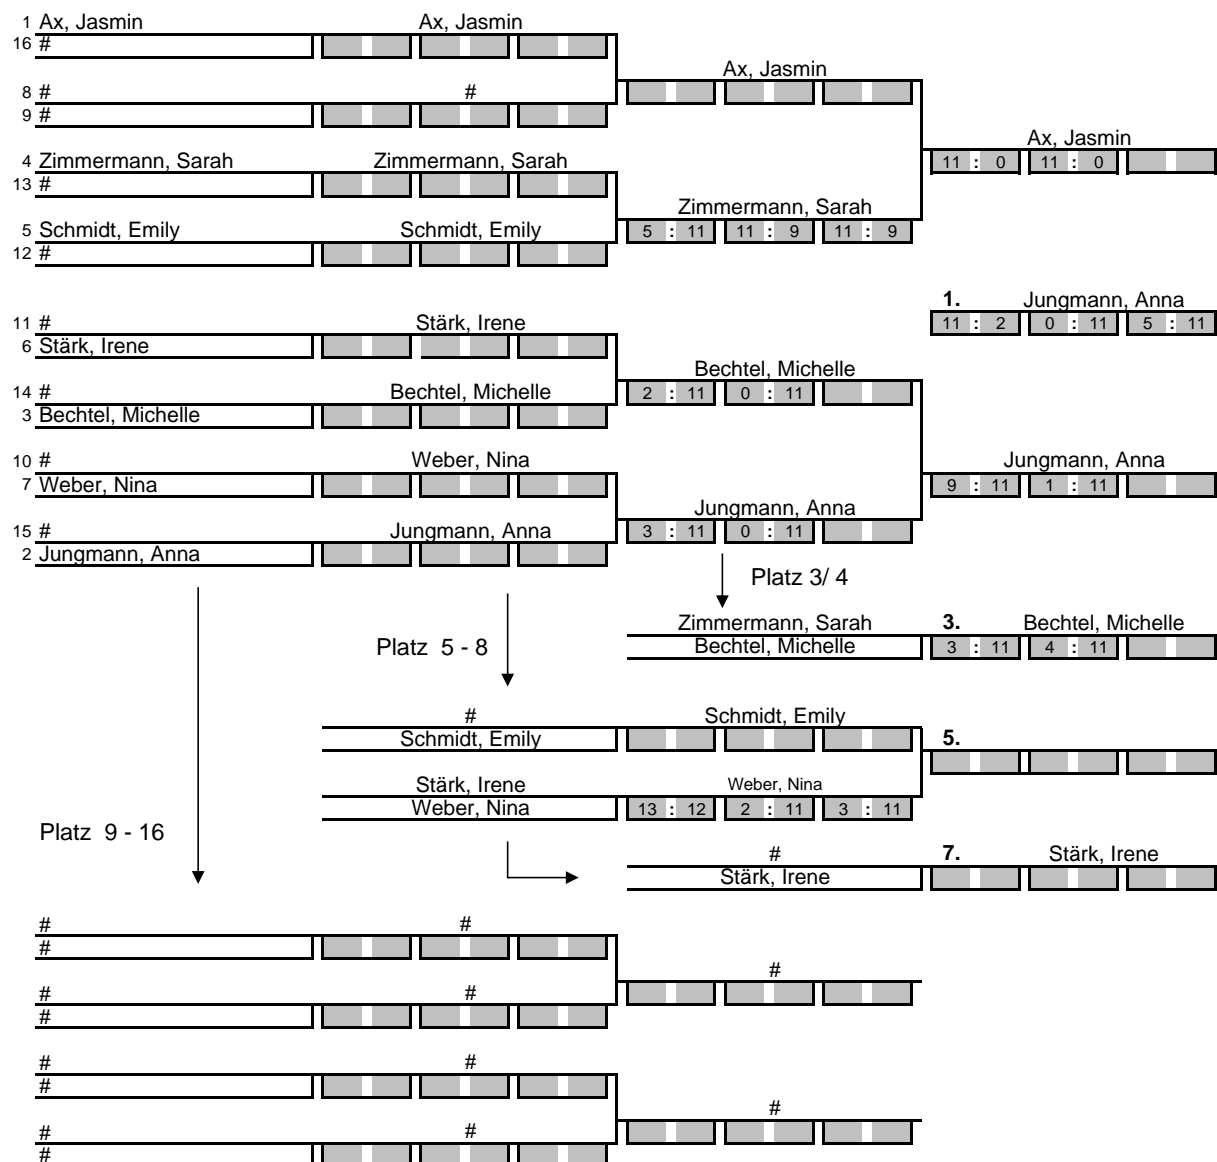 1 Ax, Jasmin Ax, Jasmin
16 #
Ax, Jasmin
8 # #
9 #
Ax, Jasmin
4 Zimmermann, Sarah Zimmermann, Sarah 11 : 0 11 : 0
13 #
Zimmermann, Sarah
5 Schmidt, Emily Schmidt, Emily 5 : 11 11 : 9 11 : 9
12 #
1. Jungmann, Anna
11 # Stärk, Irene 11 : 2 0 : 11 5 : 11
6 Stärk, Irene
Bechtel, Michelle
14 # Bechtel, Michelle 2 : 11 0 : 11
3 Bechtel, Michelle
10 # Weber, Nina Jungmann, Anna
7 Weber, Nina 9 : 11 1 : 11
Jungmann, Anna
15 # Jungmann, Anna 3 : 11 0 : 11
2 Jungmann, Anna
Platz 3/ 4
Zimmermann, Sarah 3. Bechtel, Michelle
Platz 5 - 8 Bechtel, Michelle 3 : 11 4 : 11
# Schmidt, Emily
Schmidt, Emily 5.
Stärk, Irene Weber, Nina
Weber, Nina 13 : 12 2 : 11 3 : 11
Platz 9 - 16
# 7. Stärk, Irene
Stärk, Irene
# #
#
#
# #
#
# #
#
#
# #
#